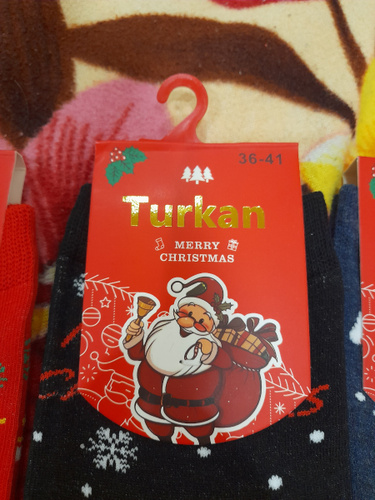 36-41
Turkan
MERRY
CHRISTMAS